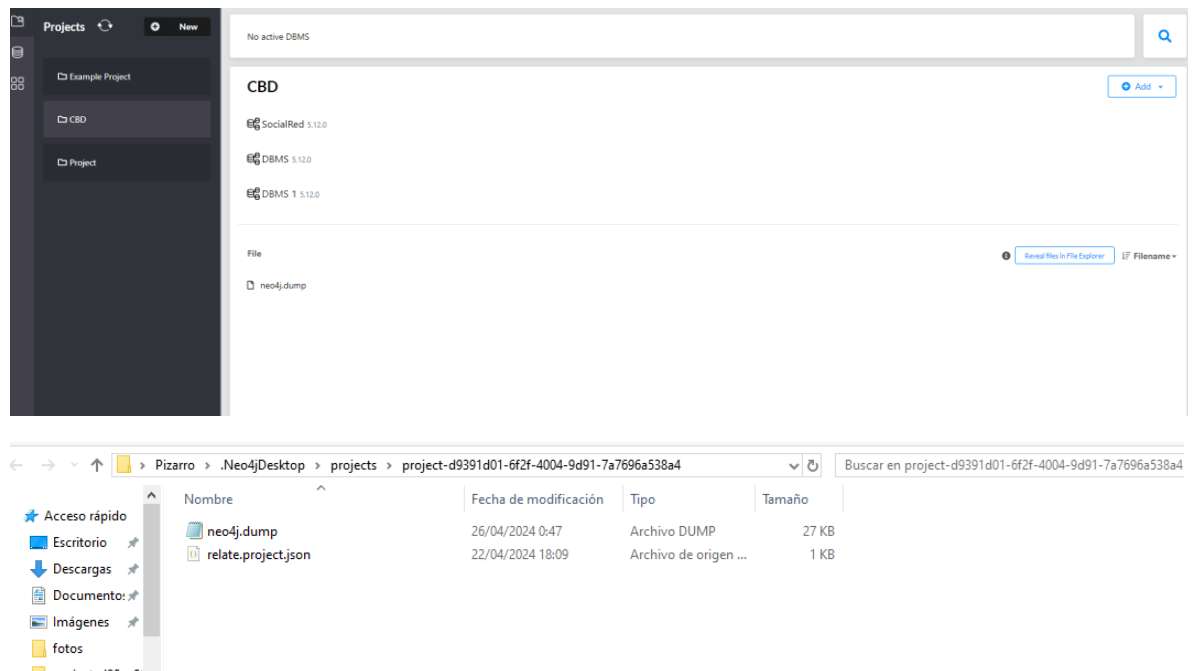 Projects
New
Example Project
CBD
Project
No active DBMS
CBD
Add
SocialRed 5.12.0
DBMS 5.12.0
DBMS 1 5.12.0
File
Reveal files in File Explorer
Filename
neo4j.dump
Pizarro > .Neo4jDesktop > projects > project-d9391d01-6f2f-4004-9d91-7a7696a538a4
Buscar en project-d9391d01-6f2f-4004-9d91-7a7696a538a4
Nombre Fecha de modificación Tipo Tamaño
Acceso rápido
Escritorio
Descargas
Documento:
Imágenes
fotos
neo4j.dump 26/04/2024 0:47 Archivo DUMP 27 KB
relate.project.json 22/04/2024 18:09 Archivo de origen ... 1 KB